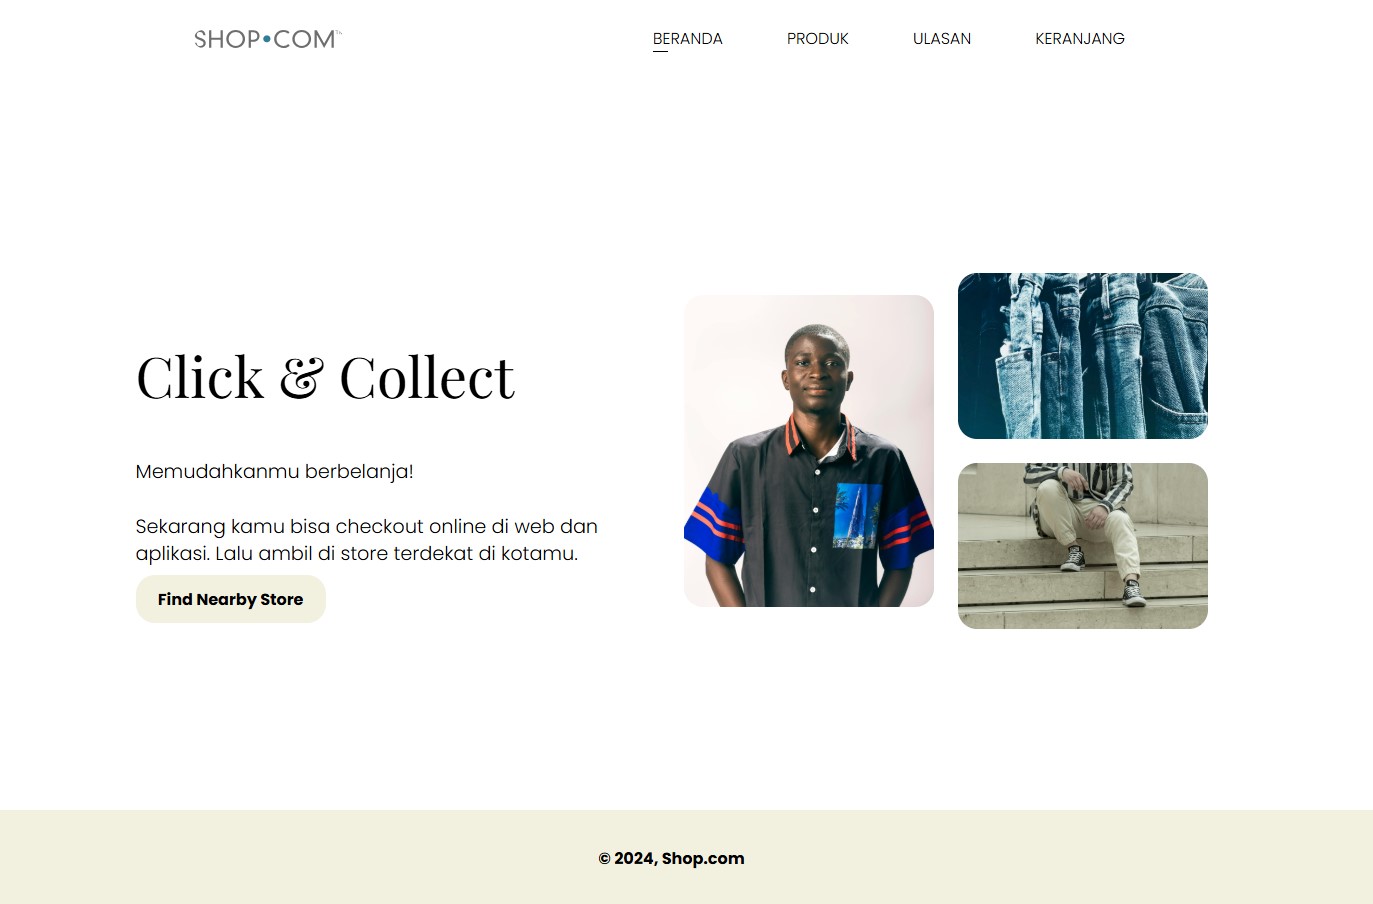 SHOP•COM™
BERANDA
PRODUK
ULASAN
KERANJANG
Click & Collect
Memudahkanmu berbelanja!
Sekarang kamu bisa checkout online di web dan
aplikasi. Lalu ambil di store terdekat di kotamu.
Find Nearby Store
© 2024, Shop.com